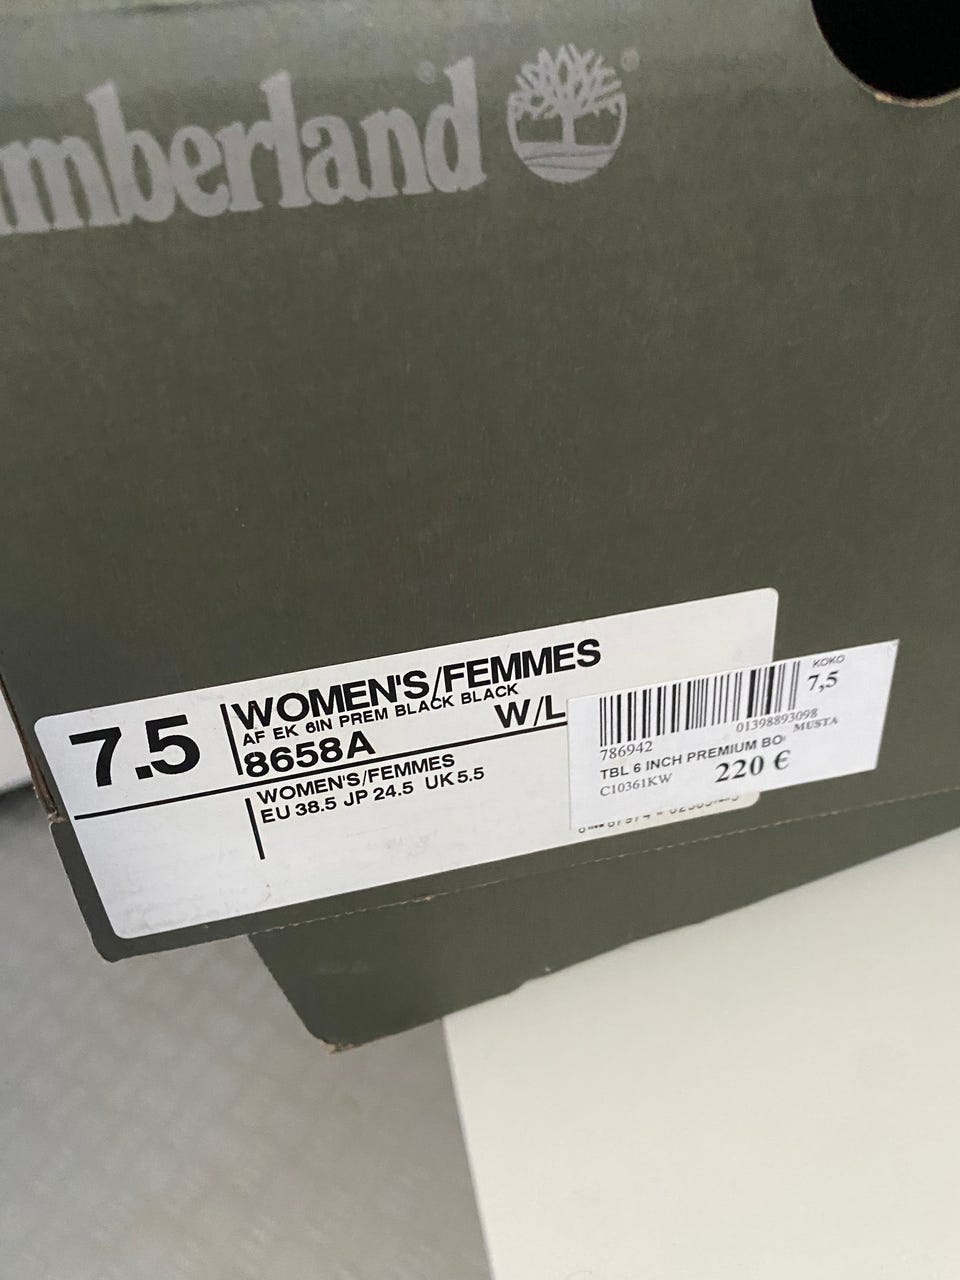 mberland
7.5
WOMEN'S/FEMMES
AF EK 6IN PREM BLACK BLACK
8658A
W/L
WOMEN'S/FEMMES
EU 38.5 JP 24.5 UK 5.5
KOKO
7,5
786942
01398893098
TBL 6 INCH PREMIUM BO
MUSTA
C10361KW
220 €